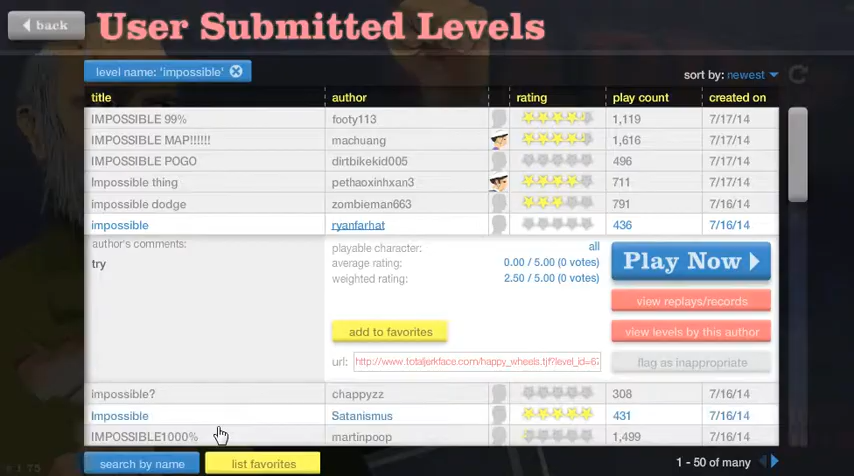 back
User Submitted Levels
level name: 'impossible'
sort by: newest
title author rating play count created on
IMPOSSIBLE 99% footy113 1,119 7/17/14
IMPOSSIBLE MAP!!!!!! machuang 1,616 7/17/14
IMPOSSIBLE POGO dirtbikekid005 496 7/17/14
Impossible thing pethaoxinhxan3 711 7/17/14
impossible dodge zombieman663 791 7/16/14
impossible ryanfarhat 436 7/16/14
author's comments:
try
playable character: all
average rating: 0.00 / 5.00 (0 votes)
weighted rating: 2.50 / 5.00 (0 votes)
Play Now
view replays/records
add to favorites
view levels by this author
url: http://www.totaljerkface.com/happy_wheels.tjf?level_id=67
flag as inappropriate
impossible? chappyzz 308 7/16/14
Impossible Satanismus 431 7/16/14
IMPOSSIBLE1000% martinpoop 1,499 7/16/14
search by name
list favorites
1 - 50 of many